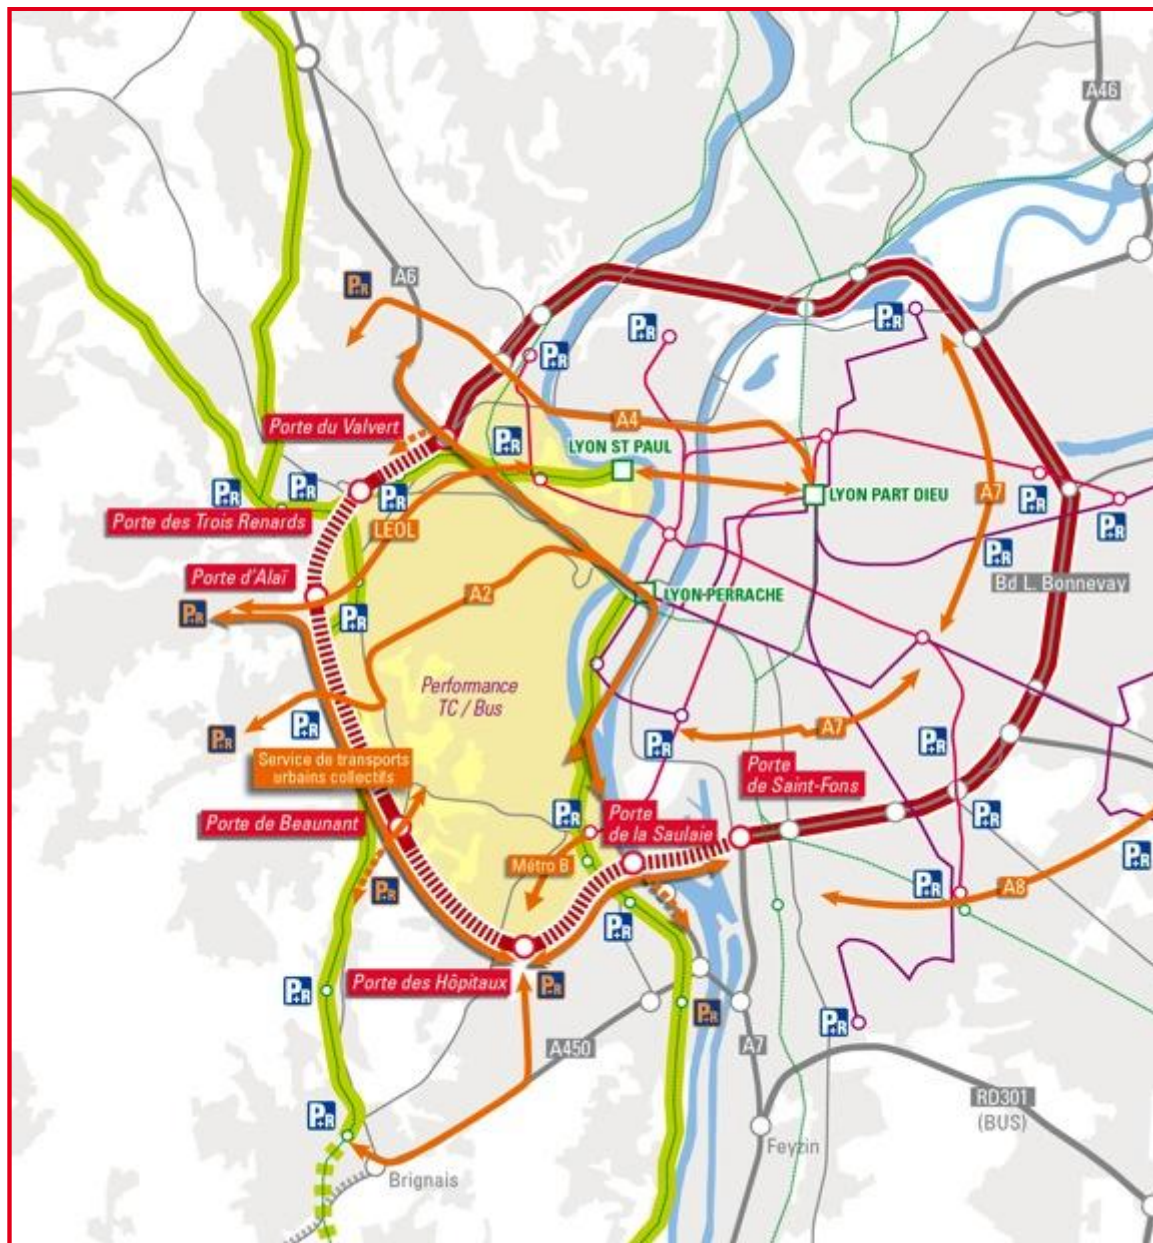 A46
P+R
A6
P+R
P+R
P+R
A4
Porte du Valvert
P+R
LYON ST PAUL
P+R
P+R
P+R
LYON PART DIEU
A7
P+R
P+R
Porte des Trois Renards
LEOL
P+R
Porte d'Alaï
Bd L. Bonnevay
A2
LYON-PERRACHE
P+R
P+R
Performance
TC / Bus
P+R
P+R
A7
P+R
P+R
Service de transports
urbains collectifs
Porte
de Saint-Fons
Porte de Beaunant
P+R
Porte
de la Saulaie
P+R
Métro B
P+R
P+R
P+R
A8
P+R
Porte des Hôpitaux
P+R
P+R
P+R
P+R
A450
A7
P+R
RD301
(BUS)
Feyzin
Brignais